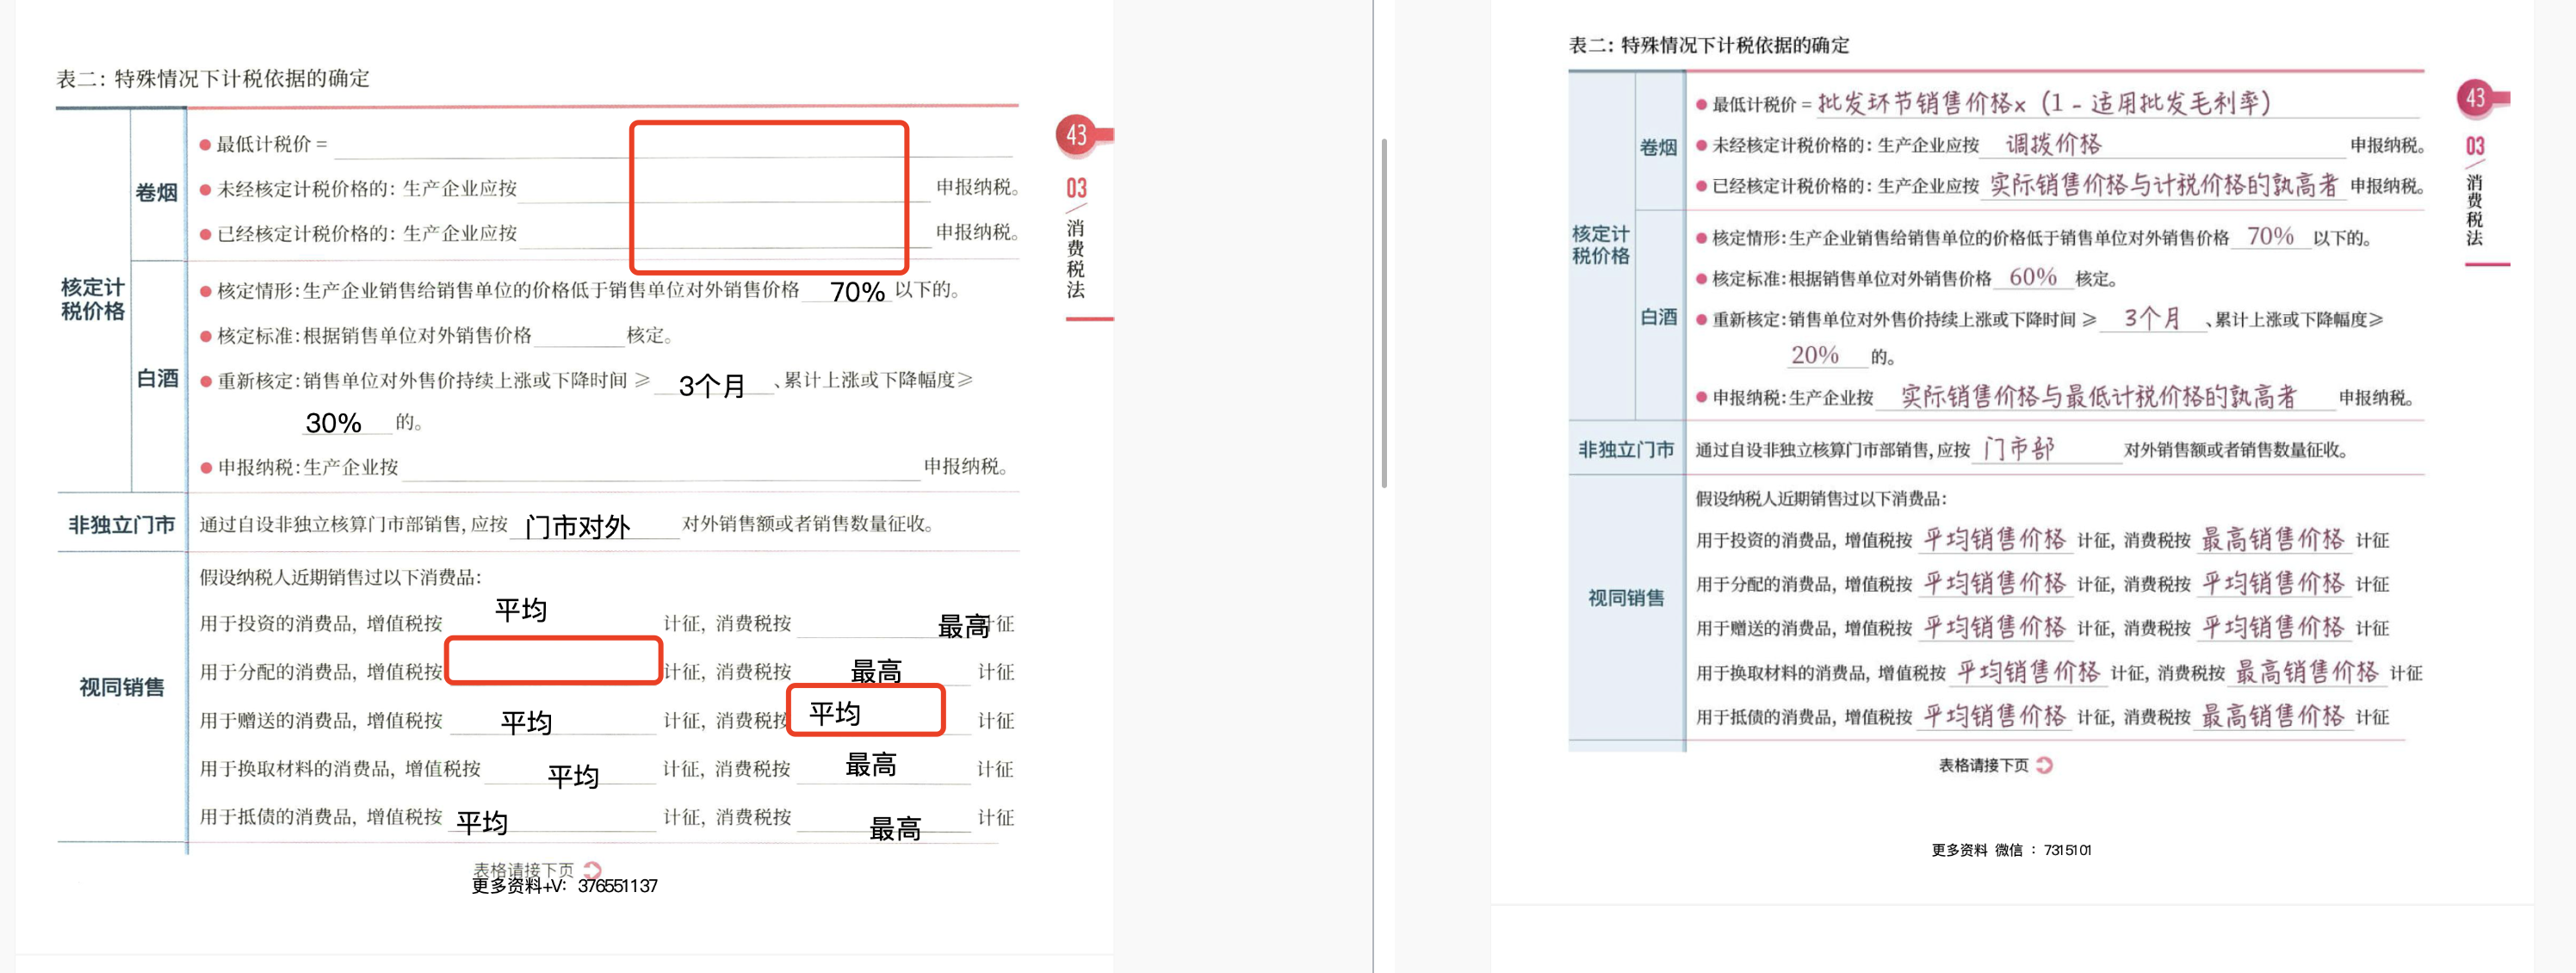 表二：特殊情况下计税依据的确定
核定计税价格
卷烟
● 最低计税价 =
● 未经核定计税价格的：生产企业应按 申报纳税。
● 已经核定计税价格的：生产企业应按 申报纳税。
白酒
● 核定情形：生产企业销售给销售单位的价格低于销售单位对外销售价格 70% 以下的。
● 核定标准：根据销售单位对外销售价格 核定。
● 重新核定：销售单位对外售价持续上涨或下降时间 ≥ 3个月 、累计上涨或下降幅度≥
30% 的。
● 申报纳税：生产企业按 申报纳税。
非独立门市
通过自设非独立核算门市部销售，应按 门市对外 对外销售额或者销售数量征收。
视同销售
假设纳税人近期销售过以下消费品：
用于投资的消费品，增值税按 平均 计征，消费税按 最高 计征
用于分配的消费品，增值税按 计征，消费税按 最高 计征
用于赠送的消费品，增值税按 平均 计征，消费税按 平均 计征
用于换取材料的消费品，增值税按 平均 计征，消费税按 最高 计征
用于抵债的消费品，增值税按 平均 计征，消费税按 最高 计征
表格请接下页
更多资料+V：376551137
43
03
消费税法
表二：特殊情况下计税依据的确定
核定计税价格
卷烟
● 最低计税价 = 批发环节销售价格×（1 - 适用批发毛利率）
● 未经核定计税价格的：生产企业应按 调拨价格 申报纳税。
● 已经核定计税价格的：生产企业应按 实际销售价格与计税价格的孰高者 申报纳税。
白酒
● 核定情形：生产企业销售给销售单位的价格低于销售单位对外销售价格 70% 以下的。
● 核定标准：根据销售单位对外销售价格 60% 核定。
● 重新核定：销售单位对外售价持续上涨或下降时间 ≥ 3个月 、累计上涨或下降幅度≥
20% 的。
● 申报纳税：生产企业按 实际销售价格与最低计税价格的孰高者 申报纳税。
非独立门市
通过自设非独立核算门市部销售，应按 门市部 对外销售额或者销售数量征收。
视同销售
假设纳税人近期销售过以下消费品：
用于投资的消费品，增值税按 平均销售价格 计征，消费税按 最高销售价格 计征
用于分配的消费品，增值税按 平均销售价格 计征，消费税按 平均销售价格 计征
用于赠送的消费品，增值税按 平均销售价格 计征，消费税按 平均销售价格 计征
用于换取材料的消费品，增值税按 平均销售价格 计征，消费税按 最高销售价格 计征
用于抵债的消费品，增值税按 平均销售价格 计征，消费税按 最高销售价格 计征
表格请接下页
更多资料 微信 ：7315101
43
03
消费税法